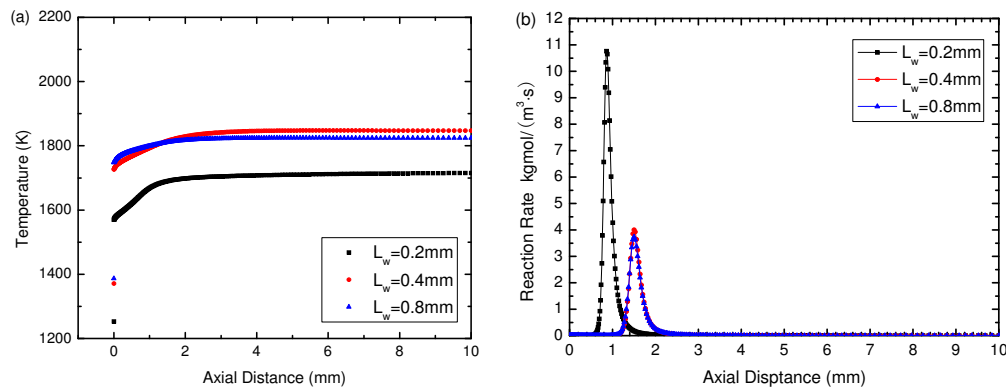 (a)
2200
2000
1800
1600
1400
1200
Temperature (K)
0 2 4 6 8 10
Axial Distance (mm)
L_w=0.2mm
L_w=0.4mm
L_w=0.8mm
(b)
12
11
10
9
8
7
6
5
4
3
2
1
0
Reaction Rate kgmol/(m³·s)
0 1 2 3 4 5 6 7 8 9 10
Axial Disptance (mm)
L_w=0.2mm
L_w=0.4mm
L_w=0.8mm